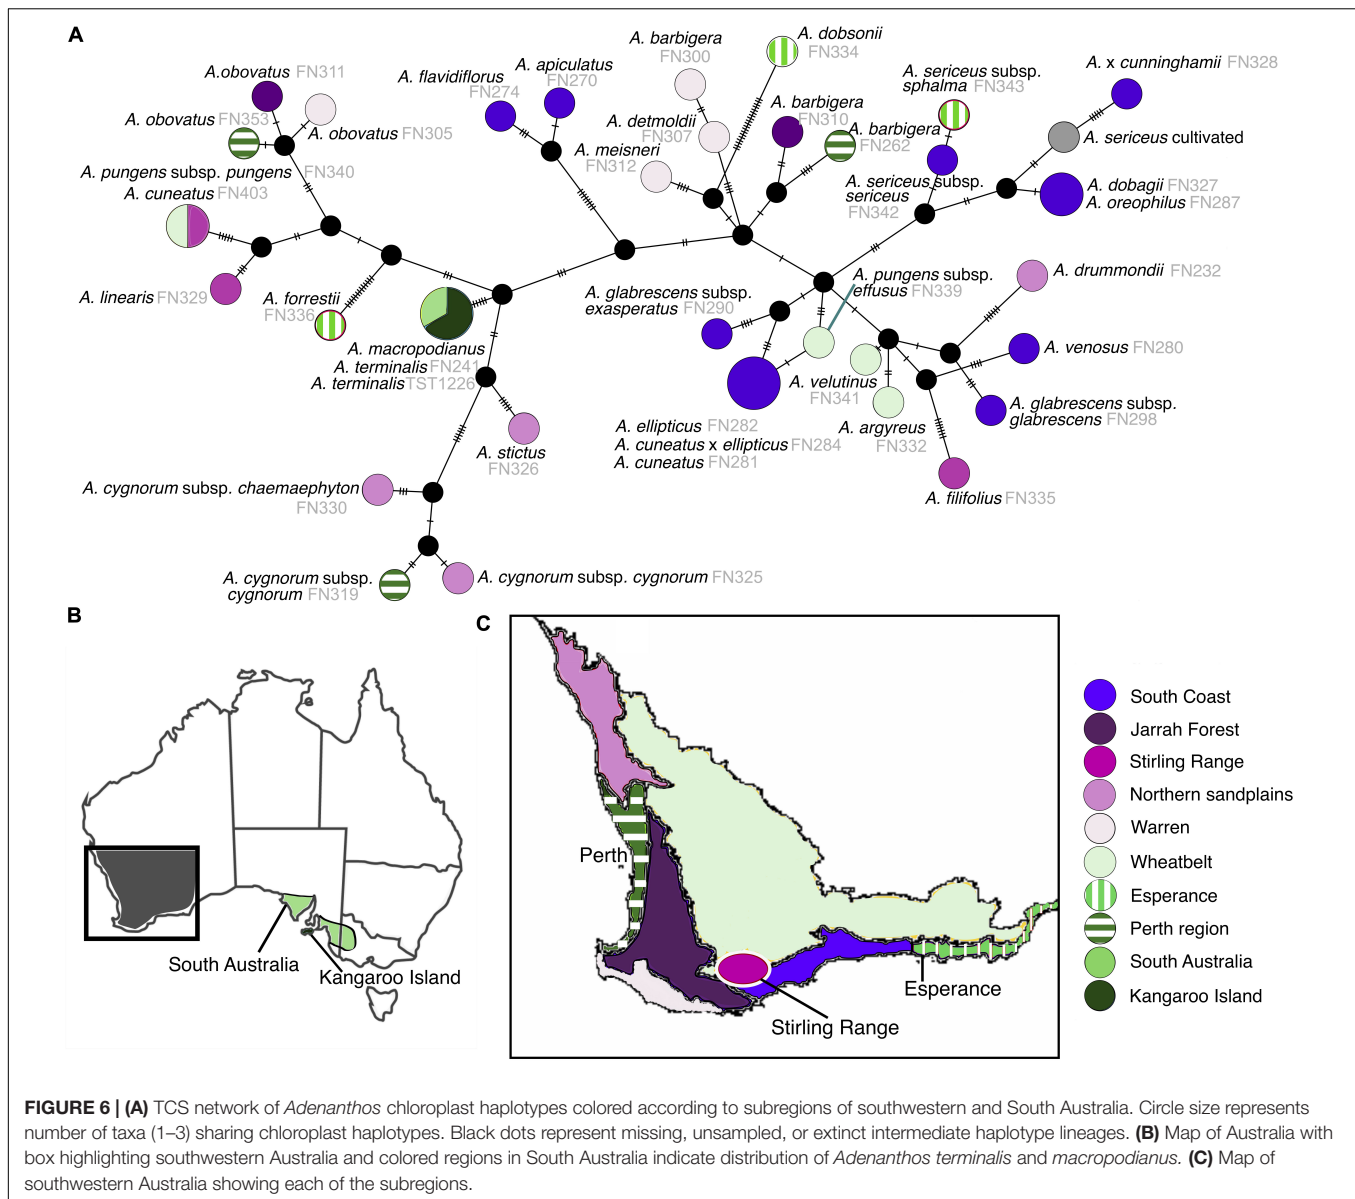 A
A.obovatus FN311
A. obovatus FN353
A. obovatus FN305
A. pungens subsp. pungens FN340
A. cuneatus FN403
A. linearis FN329
A. forrestii
FN336
A. flavidiflorus
FN274
A. apiculatus
FN270
A. barbigera
FN300
A. detmoldii
FN307
A. meisneri
FN312
A. dobsonii
FN334
A. barbigera
FN310
A. barbigera
FN262
A. sericeus subsp.
sphalma FN343
A. x cunninghamii FN328
A. sericeus cultivated
A. sericeus subsp.
sericeus
FN342
A. dobagii FN327
A. oreophilus FN287
A. macropodianus
A. terminalis FN241
A. terminalis TST1226
A. glabrescens subsp.
exasperatus FN290
A. pungens subsp.
effusus FN339
A. drummondii FN232
A. venosus FN280
A. velutinus
FN341
A. glabrescens subsp.
glabrescens FN298
A. argyreus
FN332
A. ellipticus FN282
A. cuneatus x ellipticus FN284
A. cuneatus FN281
A. filifolius FN335
A. stictus
FN326
A. cygnorum subsp. chaemaephyton
FN330
A. cygnorum subsp.
cygnorum FN319
A. cygnorum subsp. cygnorum FN325
B
South Australia
Kangaroo Island
C
Perth
Stirling Range
Esperance
South Coast
Jarrah Forest
Stirling Range
Northern sandplains
Warren
Wheatbelt
Esperance
Perth region
South Australia
Kangaroo Island
FIGURE 6 | (A) TCS network of Adenanthos chloroplast haplotypes colored according to subregions of southwestern and South Australia. Circle size represents
number of taxa (1–3) sharing chloroplast haplotypes. Black dots represent missing, unsampled, or extinct intermediate haplotype lineages. (B) Map of Australia with
box highlighting southwestern Australia and colored regions in South Australia indicate distribution of Adenanthos terminalis and macropodianus. (C) Map of
southwestern Australia showing each of the subregions.